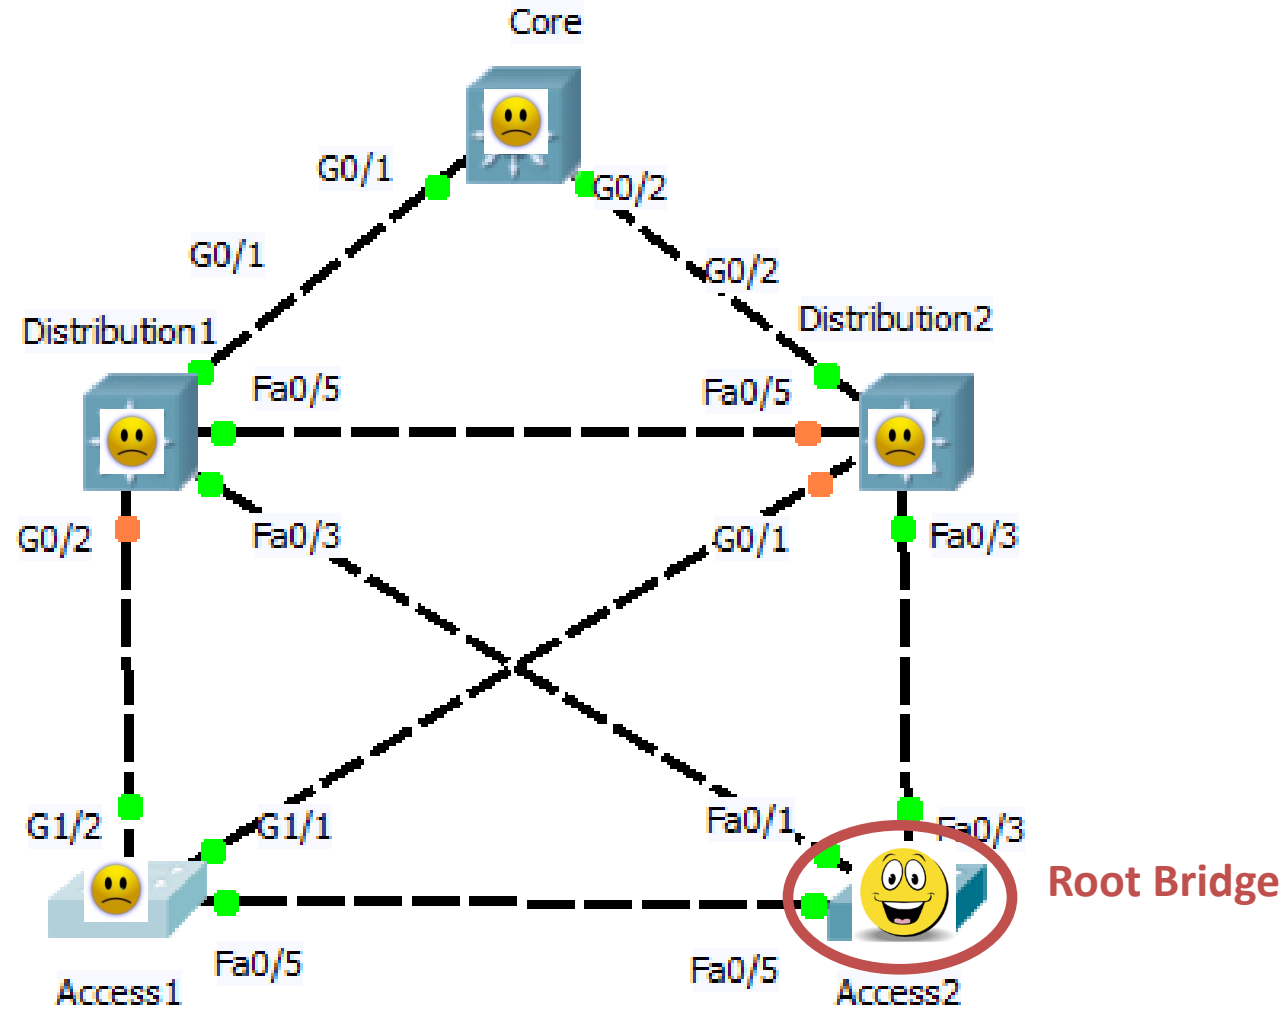 Core
G0/1
G0/2
G0/1
G0/2
Distribution1
Distribution2
Fa0/5
Fa0/5
G0/2
Fa0/3
G0/1
Fa0/3
G1/2
G1/1
Fa0/1
Fa0/3
Root Bridge
Fa0/5
Fa0/5
Access1
Access2